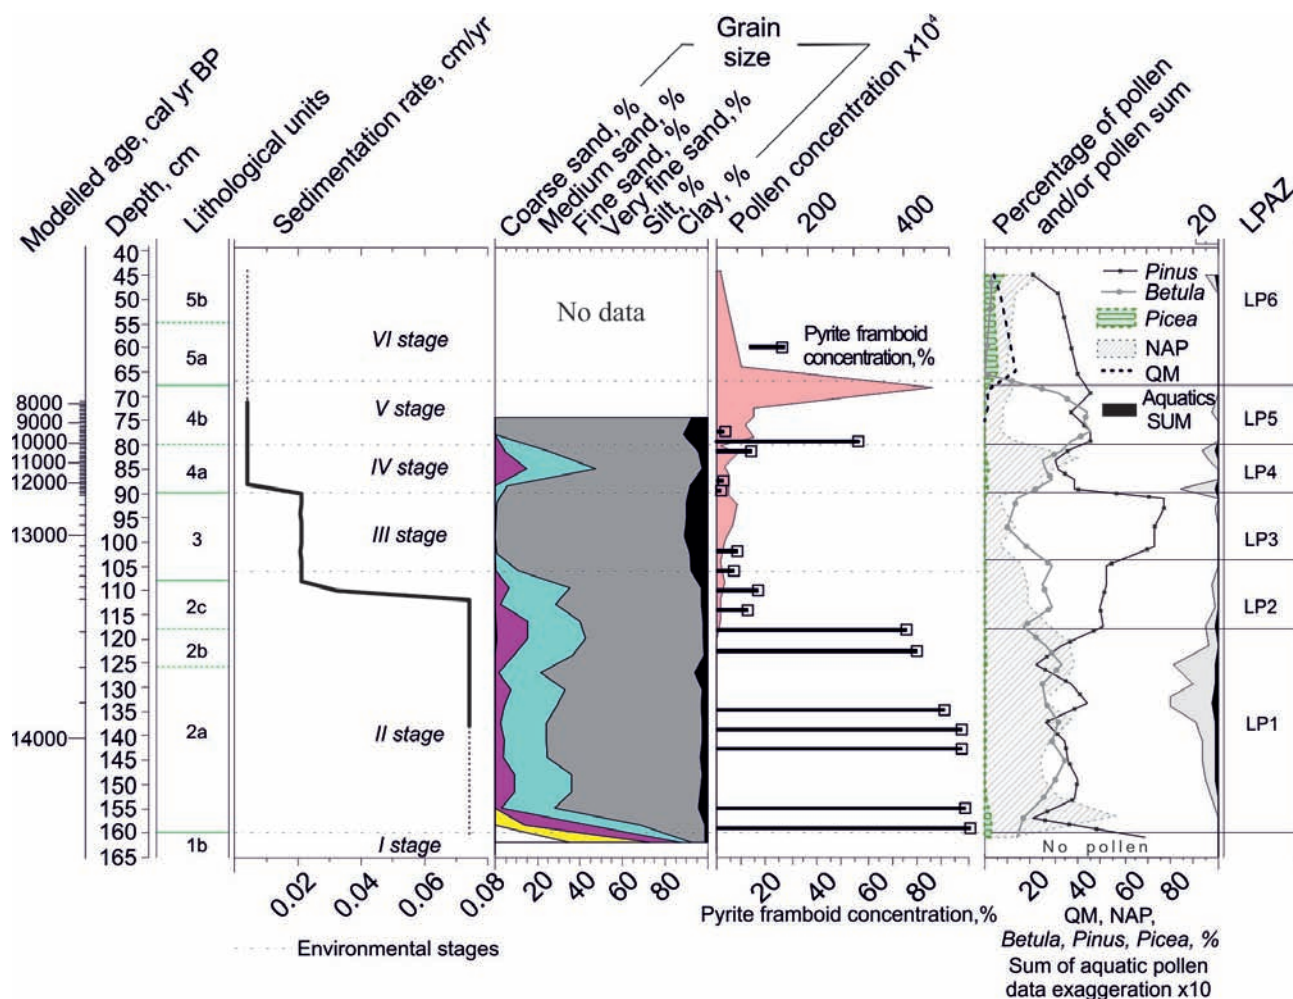 Modelled age, cal yr BP
Depth, cm
Lithological units
Sedimentation rate, cm/yr
Grain
size
Coarse sand, %
Medium sand, %
Fine sand, %
Very fine sand, %
Silt, %
Clay, %
Pollen concentration x10⁴
200
400
Percentage of pollen
and/or pollen sum
20
LPAZ
8000
9000
10000
11000
12000
13000
14000
40
45
50
55
60
65
70
75
80
85
90
95
100
105
110
115
120
125
130
135
140
145
150
155
160
165
5b
5a
4b
4a
3
2c
2b
2a
1b
VI stage
V stage
IV stage
III stage
II stage
I stage
No data
Pyrite framboid
concentration, %
Pinus
Betula
Picea
NAP
QM
Aquatics
SUM
No pollen
LP6
LP5
LP4
LP3
LP2
LP1
0.02
0.04
0.06
0.08
20
40
60
80
20
40
60
80
100
20
40
60
80
Environmental stages
Pyrite framboid concentration,%
QM, NAP,
Betula, Pinus, Picea, %
Sum of aquatic pollen
data exaggeration x10